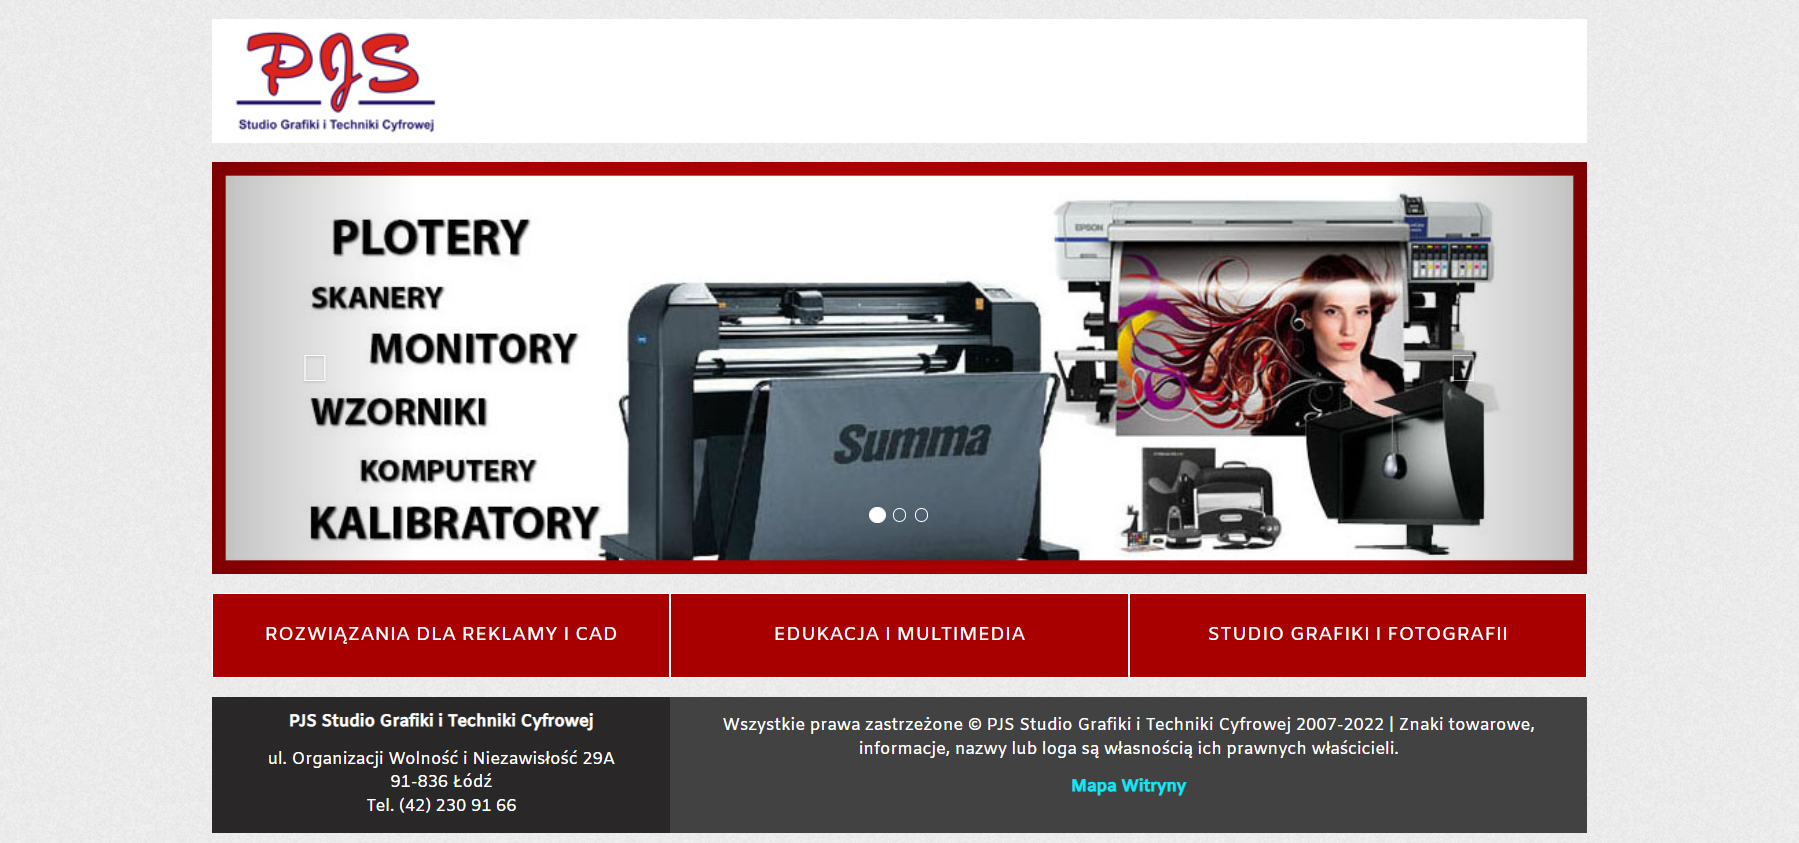 PJS
Studio Grafiki i Techniki Cyfrowej
PLOTERY
SKANERY
MONITORY
WZORNIKI
KOMPUTERY
KALIBRATORY
EPSON
Summa
ROZWIĄZANIA DLA REKLAMY I CAD
EDUKACJA I MULTIMEDIA
STUDIO GRAFIKI I FOTOGRAFII
PJS Studio Grafiki i Techniki Cyfrowej
ul. Organizacji Wolność i Niezawisłość 29A
91-836 Łódź
Tel. (42) 230 91 66
Wszystkie prawa zastrzeżone © PJS Studio Grafiki i Techniki Cyfrowej 2007-2022 | Znaki towarowe,
informacje, nazwy lub loga są własnością ich prawnych właścicieli.
Mapa Witryny